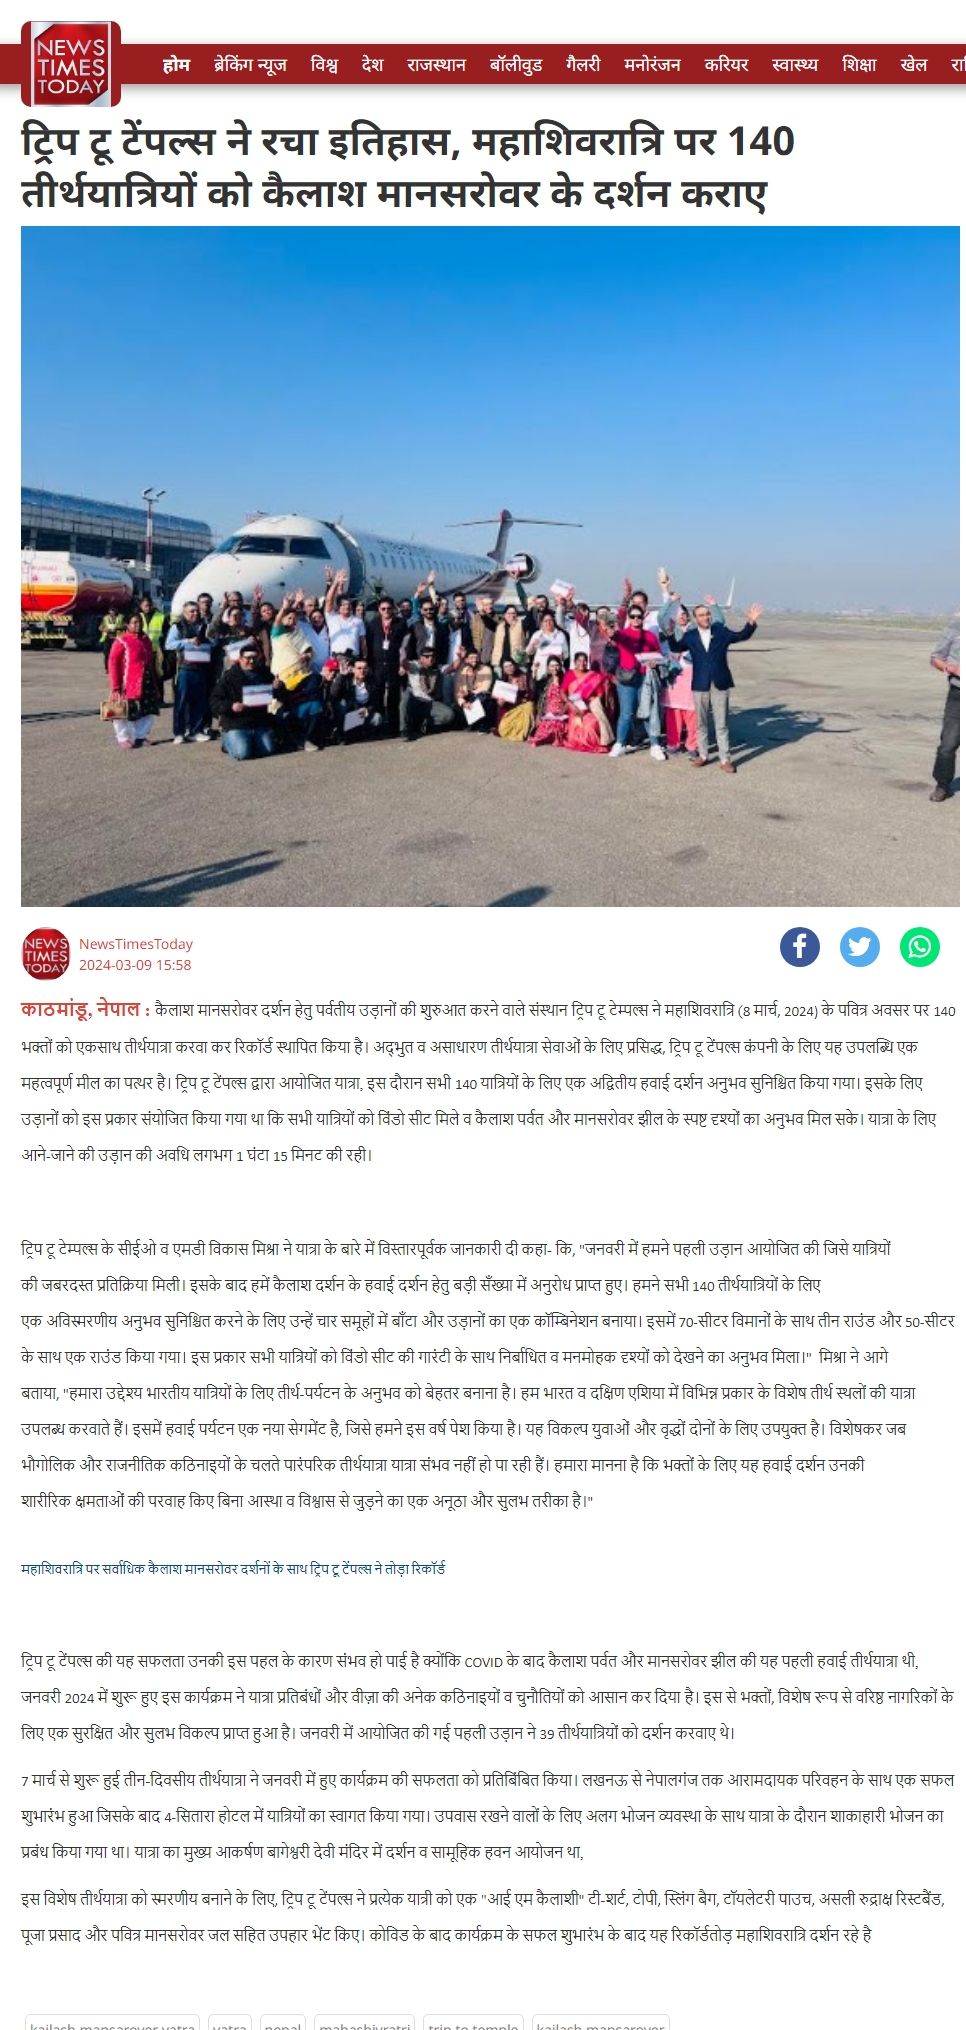 NEWS
TIMES
TODAY
होम ब्रेकिंग न्यूज विश्व देश राजस्थान बॉलीवुड गैलरी मनोरंजन करियर स्वास्थ्य शिक्षा खेल
ट्रिप टू टेंपल्स ने रचा इतिहास, महाशिवरात्रि पर 140
तीर्थयात्रियों को कैलाश मानसरोवर के दर्शन कराए
NEWS
TIMES
TODAY
NewsTimesToday
2024-03-09 15:58
काठमांडू, नेपाल : कैलाश मानसरोवर दर्शन हेतु पर्वतीय उड़ानों की शुरुआत करने वाले संस्थान ट्रिप टू टेम्पल्स ने महाशिवरात्रि (8 मार्च, 2024) के पवित्र अवसर पर 140
भक्तों को एकसाथ तीर्थयात्रा करवा कर रिकॉर्ड स्थापित किया है। अद्भुत व असाधारण तीर्थयात्रा सेवाओं के लिए प्रसिद्ध, ट्रिप टू टेंपल्स कंपनी के लिए यह उपलब्धि एक
महत्वपूर्ण मील का पत्थर है। ट्रिप टू टेंपल्स द्वारा आयोजित यात्रा, इस दौरान सभी 140 यात्रियों के लिए एक अद्वितीय हवाई दर्शन अनुभव सुनिश्चित किया गया। इसके लिए
उड़ानों को इस प्रकार संयोजित किया गया था कि सभी यात्रियों को विंडो सीट मिले व कैलाश पर्वत और मानसरोवर झील के स्पष्ट दृश्यों का अनुभव मिल सके। यात्रा के लिए
आने-जाने की उड़ान की अवधि लगभग 1 घंटा 15 मिनट की रही।
ट्रिप टू टेम्पल्स के सीईओ व एमडी विकास मिश्रा ने यात्रा के बारे में विस्तारपूर्वक जानकारी दी कहा- कि, "जनवरी में हमने पहली उड़ान आयोजित की जिसे यात्रियों
की जबरदस्त प्रतिक्रिया मिली। इसके बाद हमें कैलाश दर्शन के हवाई दर्शन हेतु बड़ी सँख्या में अनुरोध प्राप्त हुए। हमने सभी 140 तीर्थयात्रियों के लिए
एक अविस्मरणीय अनुभव सुनिश्चित करने के लिए उन्हें चार समूहों में बाँटा और उड़ानों का एक कॉम्बिनेशन बनाया। इसमें 70-सीटर विमानों के साथ तीन राउंड और 50-सीटर
के साथ एक राउंड किया गया। इस प्रकार सभी यात्रियों को विंडो सीट की गारंटी के साथ निर्बाधित व मनमोहक दृश्यों को देखने का अनुभव मिला।" मिश्रा ने आगे
बताया, "हमारा उद्देश्य भारतीय यात्रियों के लिए तीर्थ-पर्यटन के अनुभव को बेहतर बनाना है। हम भारत व दक्षिण एशिया में विभिन्न प्रकार के विशेष तीर्थ स्थलों की यात्रा
उपलब्ध करवाते हैं। इसमें हवाई पर्यटन एक नया सेगमेंट है, जिसे हमने इस वर्ष पेश किया है। यह विकल्प युवाओं और वृद्धों दोनों के लिए उपयुक्त है। विशेषकर जब
भौगोलिक और राजनीतिक कठिनाइयों के चलते पारंपरिक तीर्थयात्रा यात्रा संभव नहीं हो पा रही हैं। हमारा मानना है कि भक्तों के लिए यह हवाई दर्शन उनकी
शारीरिक क्षमताओं की परवाह किए बिना आस्था व विश्वास से जुड़ने का एक अनूठा और सुलभ तरीका है।"
महाशिवरात्रि पर सर्वाधिक कैलाश मानसरोवर दर्शनों के साथ ट्रिप टू टेंपल्स ने तोड़ा रिकॉर्ड
ट्रिप टू टेंपल्स की यह सफलता उनकी इस पहल के कारण संभव हो पाई है क्योंकि COVID के बाद कैलाश पर्वत और मानसरोवर झील की यह पहली हवाई तीर्थयात्रा थी,
जनवरी 2024 में शुरू हुए इस कार्यक्रम ने यात्रा प्रतिबंधों और वीज़ा की अनेक कठिनाइयों व चुनौतियों को आसान कर दिया है। इस से भक्तों, विशेष रूप से वरिष्ठ नागरिकों के
लिए एक सुरक्षित और सुलभ विकल्प प्राप्त हुआ है। जनवरी में आयोजित की गई पहली उड़ान ने 39 तीर्थयात्रियों को दर्शन करवाए थे।
7 मार्च से शुरू हुई तीन-दिवसीय तीर्थयात्रा ने जनवरी में हुए कार्यक्रम की सफलता को प्रतिबिंबित किया। लखनऊ से नेपालगंज तक आरामदायक परिवहन के साथ एक सफल
शुभारंभ हुआ जिसके बाद 4-सितारा होटल में यात्रियों का स्वागत किया गया। उपवास रखने वालों के लिए अलग भोजन व्यवस्था के साथ यात्रा के दौरान शाकाहारी भोजन का
प्रबंध किया गया था। यात्रा का मुख्य आकर्षण बागेश्वरी देवी मंदिर में दर्शन व सामूहिक हवन आयोजन था,
इस विशेष तीर्थयात्रा को स्मरणीय बनाने के लिए, ट्रिप टू टेंपल्स ने प्रत्येक यात्री को एक "आई एम कैलाशी" टी-शर्ट, टोपी, स्लिंग बैग, टॉयलेटरी पाउच, असली रुद्राक्ष रिस्टबैंड,
पूजा प्रसाद और पवित्र मानसरोवर जल सहित उपहार भेंट किए। कोविड के बाद कार्यक्रम के सफल शुभारंभ के बाद यह रिकॉर्डतोड़ महाशिवरात्रि दर्शन रहे है
kailash mansarover yatra yatra nepal mahashivratri trip to temple kailash mansarover